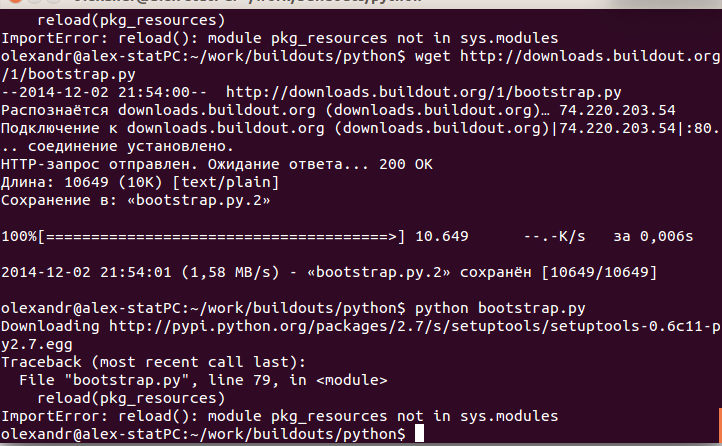 reload(pkg_resources)
ImportError: reload(): module pkg_resources not in sys.modules
olexandr@alex-statPC:~/work/buildouts/python$ wget http://downloads.buildout.org
/1/bootstrap.py
--2014-12-02 21:54:00--  http://downloads.buildout.org/1/bootstrap.py
Распознаётся downloads.buildout.org (downloads.buildout.org)… 74.220.203.54
Подключение к downloads.buildout.org (downloads.buildout.org)|74.220.203.54|:80.
.. соединение установлено.
HTTP-запрос отправлен. Ожидание ответа... 200 OK
Длина: 10649 (10K) [text/plain]
Сохранение в: «bootstrap.py.2»
100%[======================================>] 10.649      --.-K/s   за 0,006s
2014-12-02 21:54:01 (1,58 MB/s) - «bootstrap.py.2» сохранён [10649/10649]
olexandr@alex-statPC:~/work/buildouts/python$ python bootstrap.py
Downloading http://pypi.python.org/packages/2.7/s/setuptools/setuptools-0.6c11-p
y2.7.egg
Traceback (most recent call last):
  File "bootstrap.py", line 79, in <module>
    reload(pkg_resources)
ImportError: reload(): module pkg_resources not in sys.modules
olexandr@alex-statPC:~/work/buildouts/python$